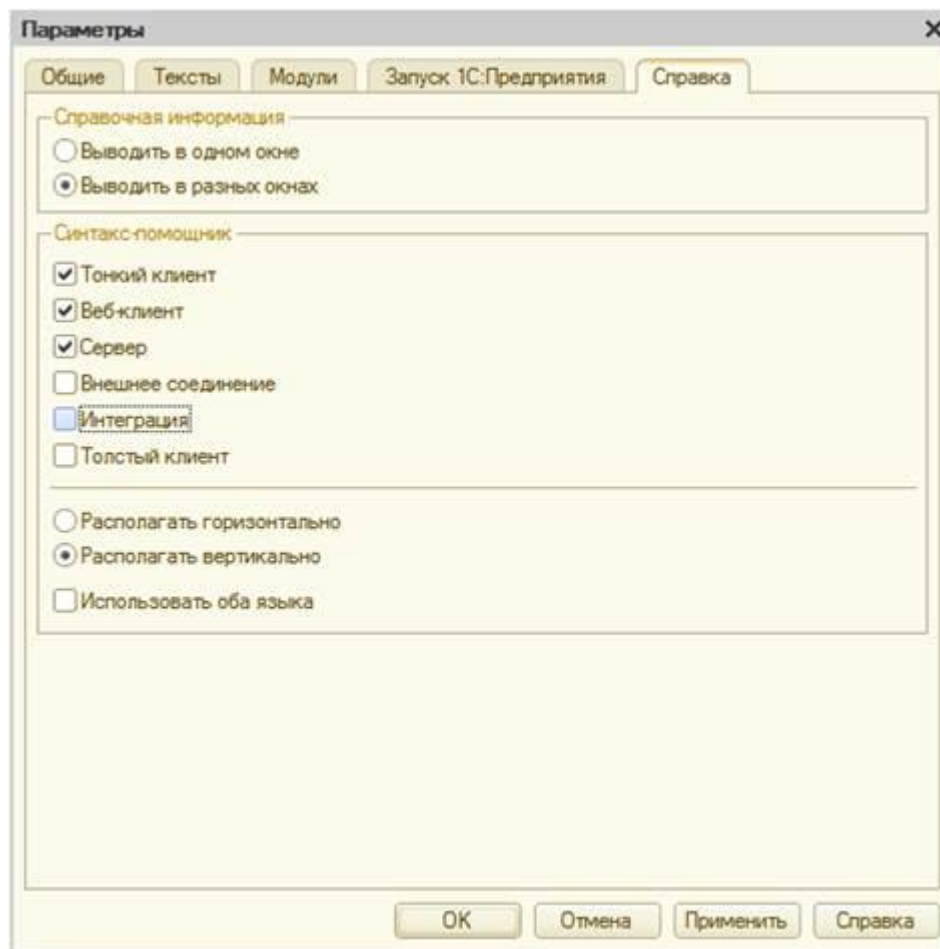 Параметры
Общие Тексты Модули Запуск 1С:Предприятия Справка
Справочная информация
Выводить в одном окне
Выводить в разных окнах
Синтакс-помощник
Тонкий клиент
Веб-клиент
Сервер
Внешнее соединение
Интеграция
Толстый клиент
Располагать горизонтально
Располагать вертикально
Использовать оба языка
OK Отмена Применить Справка